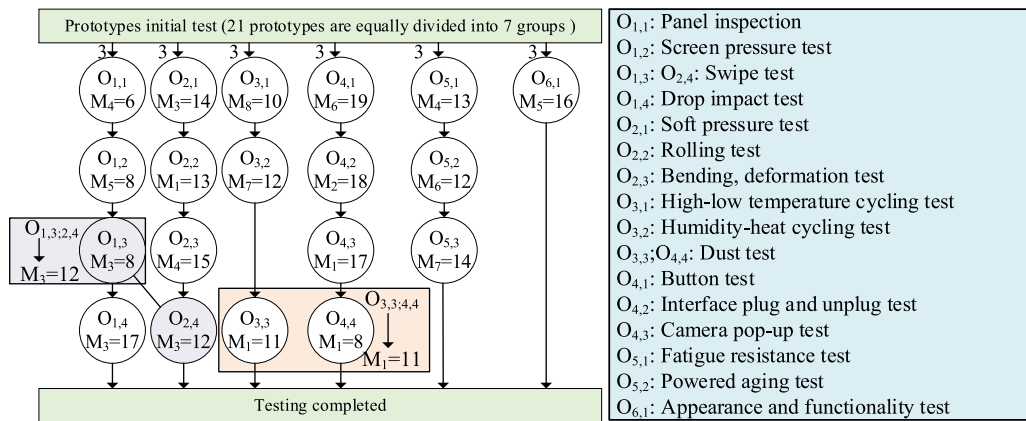 Prototypes initial test (21 prototypes are equally divided into 7 groups )
3 3 3 3 3 3
O₁,₁ O₂,₁ O₃,₁ O₄,₁ O₅,₁ O₆,₁
M₄=6 M₃=14 M₈=10 M₆=19 M₄=13 M₅=16
O₁,₂ O₂,₂ O₃,₂ O₄,₂ O₅,₂
M₅=8 M₁=13 M₇=12 M₂=18 M₆=12
O₁,₃;₂,₄
M₃=12
O₁,₃ O₂,₃ O₄,₃ O₅,₃
M₃=8 M₄=15 M₁=17 M₇=14
O₁,₄ O₂,₄ O₃,₃ O₄,₄
M₃=17 M₃=12 M₁=11 M₁=8
O₃,₃;₄,₄
M₁=11
Testing completed
O₁,₁: Panel inspection
O₁,₂: Screen pressure test
O₁,₃: O₂,₄: Swipe test
O₁,₄: Drop impact test
O₂,₁: Soft pressure test
O₂,₂: Rolling test
O₂,₃: Bending, deformation test
O₃,₁: High-low temperature cycling test
O₃,₂: Humidity-heat cycling test
O₃,₃;O₄,₄: Dust test
O₄,₁: Button test
O₄,₂: Interface plug and unplug test
O₄,₃: Camera pop-up test
O₅,₁: Fatigue resistance test
O₅,₂: Powered aging test
O₆,₁: Appearance and functionality test